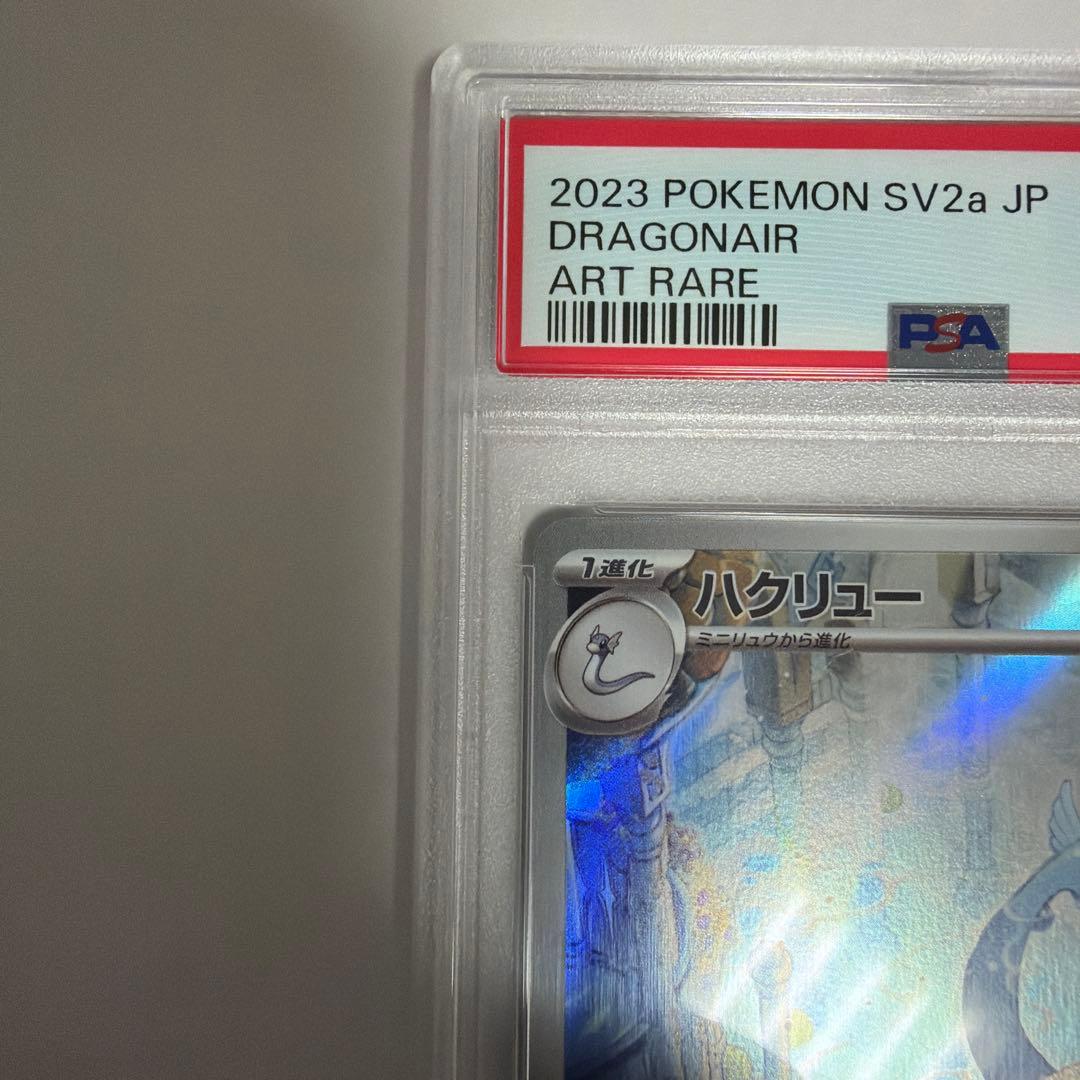 2023 POKEMON SV2a JP
DRAGONAIR
ART RARE
PSA
1進化
ハクリュー
ミニリュウから進化